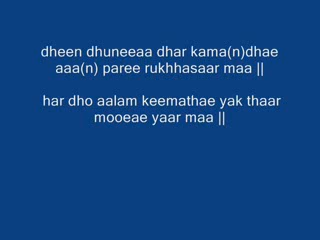 dheen dhuneeaa dhar kama(n)dhae
aaa(n) paree rukhhasaar maa ||
har dho aalam keemathae yak thaar
mooeae yaar maa ||